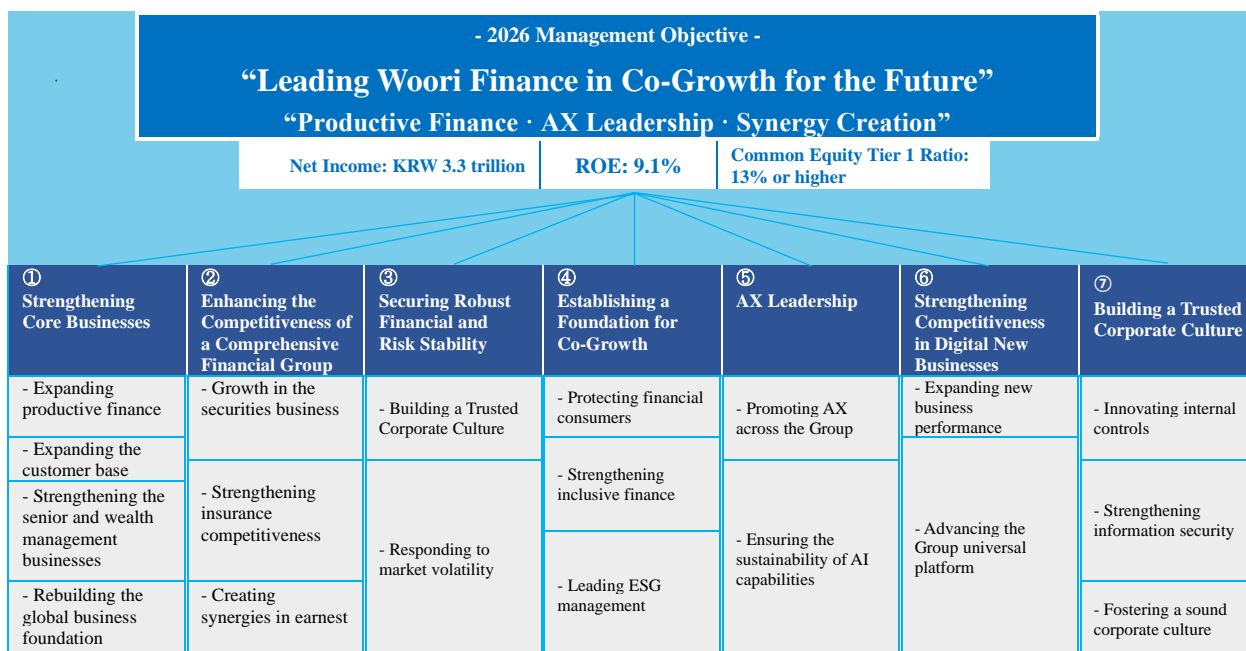 - 2026 Management Objective -
“Leading Woori Finance in Co-Growth for the Future”
“Productive Finance · AX Leadership · Synergy Creation”
Net Income: KRW 3.3 trillion
ROE: 9.1%
Common Equity Tier 1 Ratio:
13% or higher
①
Strengthening
Core Businesses
- Expanding
productive finance
- Expanding the
customer base
- Strengthening the
senior and wealth
management
businesses
- Rebuilding the
global business
foundation
②
Enhancing the
Competitiveness of
a Comprehensive
Financial Group
- Growth in the
securities business
- Strengthening
insurance
competitiveness
- Creating
synergies in earnest
③
Securing Robust
Financial and
Risk Stability
- Building a Trusted
Corporate Culture
- Responding to
market volatility
④
Establishing a
Foundation for
Co-Growth
- Protecting financial
consumers
- Strengthening
inclusive finance
- Leading ESG
management
⑤
AX Leadership
- Promoting AX
across the Group
- Ensuring the
sustainability of AI
capabilities
⑥
Strengthening
Competitiveness
in Digital New
Businesses
- Expanding new
business
performance
- Advancing the
Group universal
platform
⑦
Building a Trusted
Corporate Culture
- Innovating internal
controls
- Strengthening
information security
- Fostering a sound
corporate culture